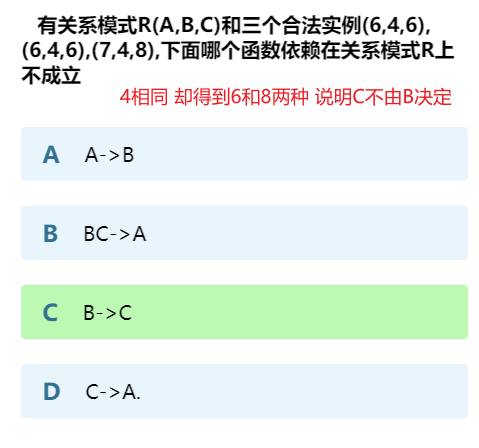 有关系模式R(A,B,C)和三个合法实例(6,4,6),
(6,4,6),(7,4,8),下面哪个函数依赖在关系模式R上
不成立
4相同 却得到6和8两种 说明C不由B决定
A A->B
B BC->A
C B->C
D C->A.